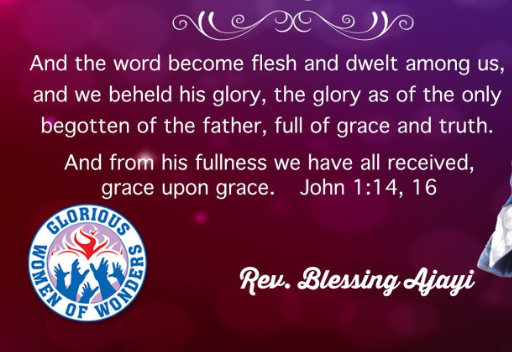 And the word become flesh and dwelt among us,
and we beheld his glory, the glory as of the only
begotten of the father, full of grace and truth.
And from his fullness we have all received,
grace upon grace. John 1:14, 16
GLORIOUS
WOMEN OF WONDERS
Rev. Blessing Ajayi